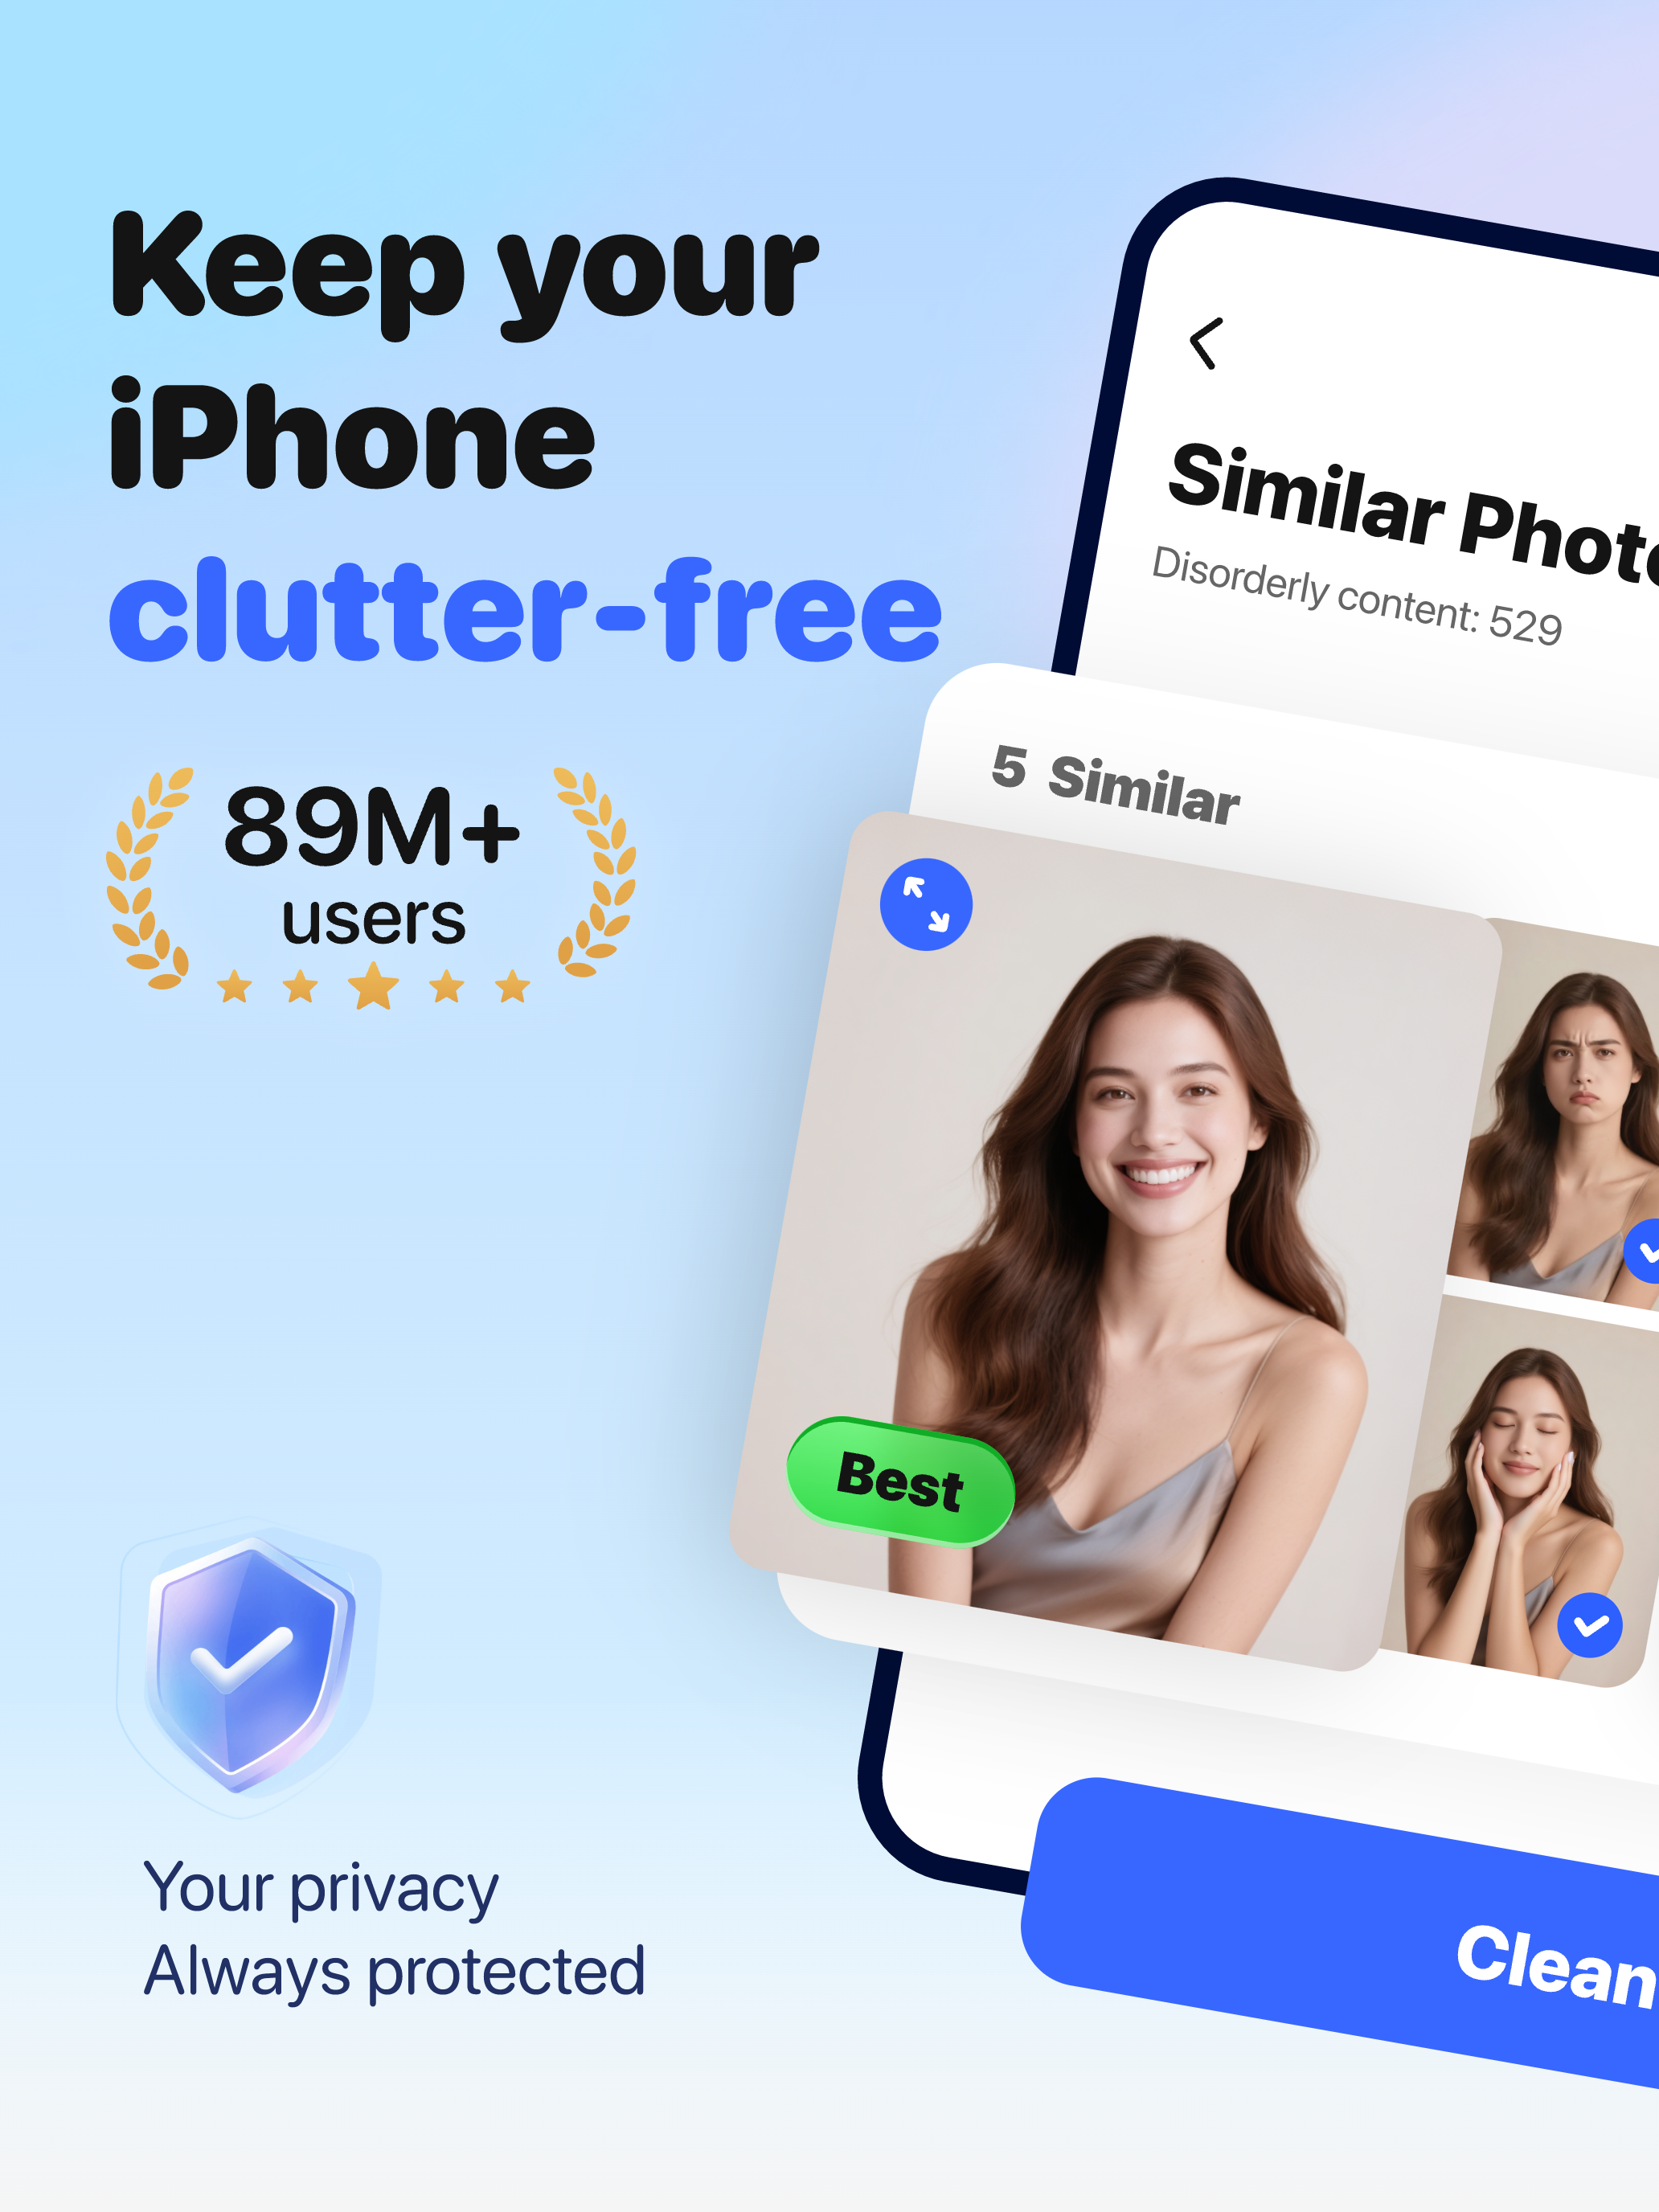 Keep your
iPhone
clutter-free
89M+
users
Similar
Disorderly content: 529
5 Similar
Best
Your privacy
Always protected
Clean